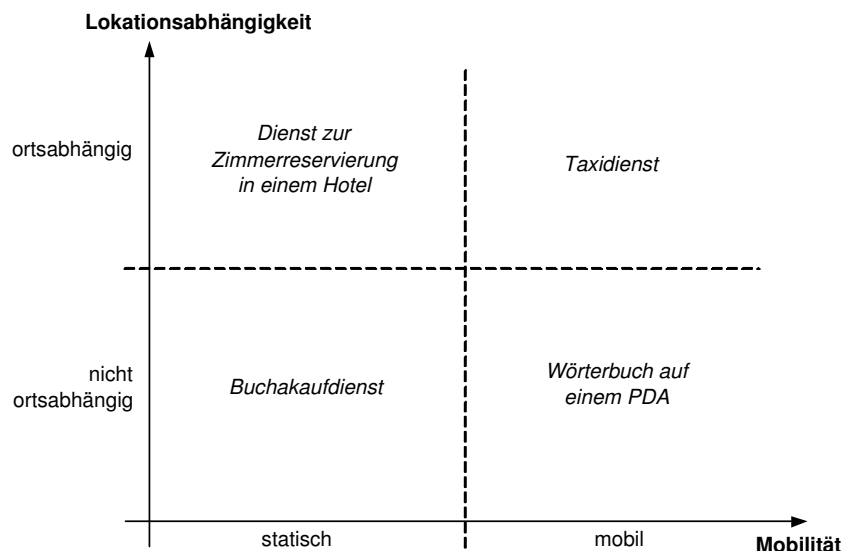 Lokationsabhängigkeit
ortsabhängig
Dienst zur
Zimmerreservierung
in einem Hotel
Taxidienst
nicht
ortsabhängig
Buchakaufdienst
Wörterbuch auf
einem PDA
statisch
mobil
Mobilität